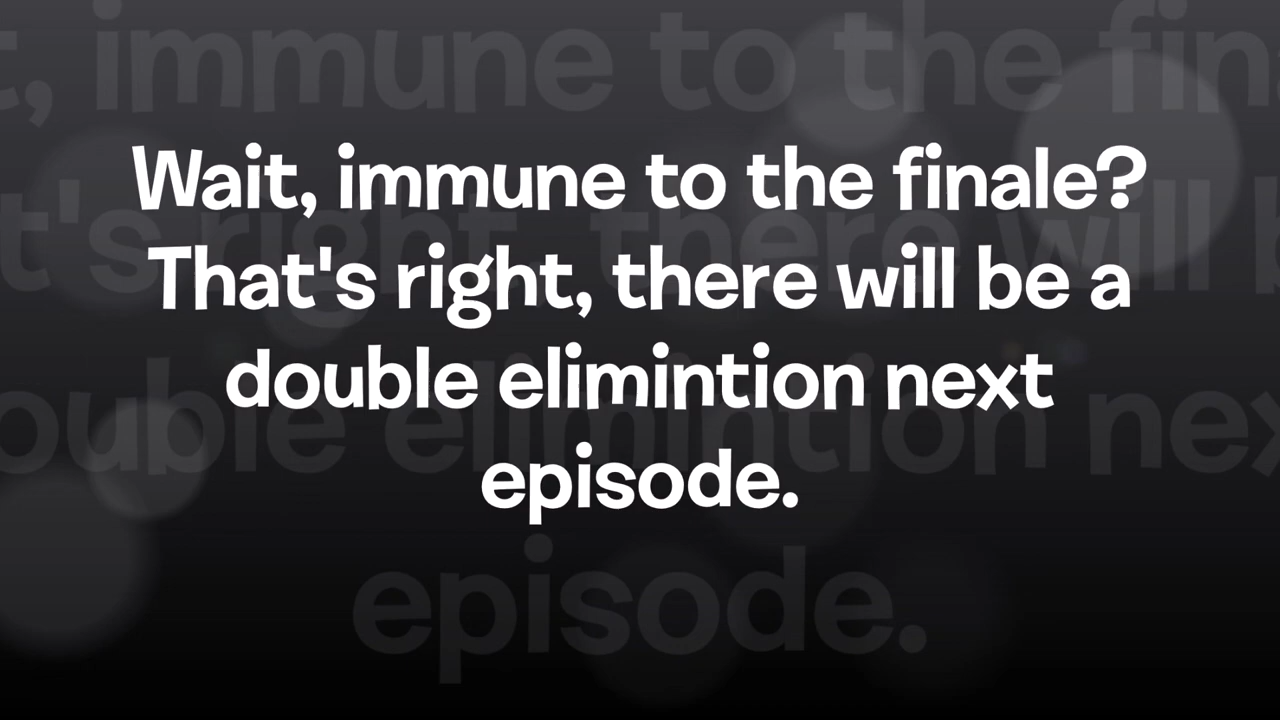 Wait, immune to the finale?
That's right, there will be a
double elimintion next
episode.